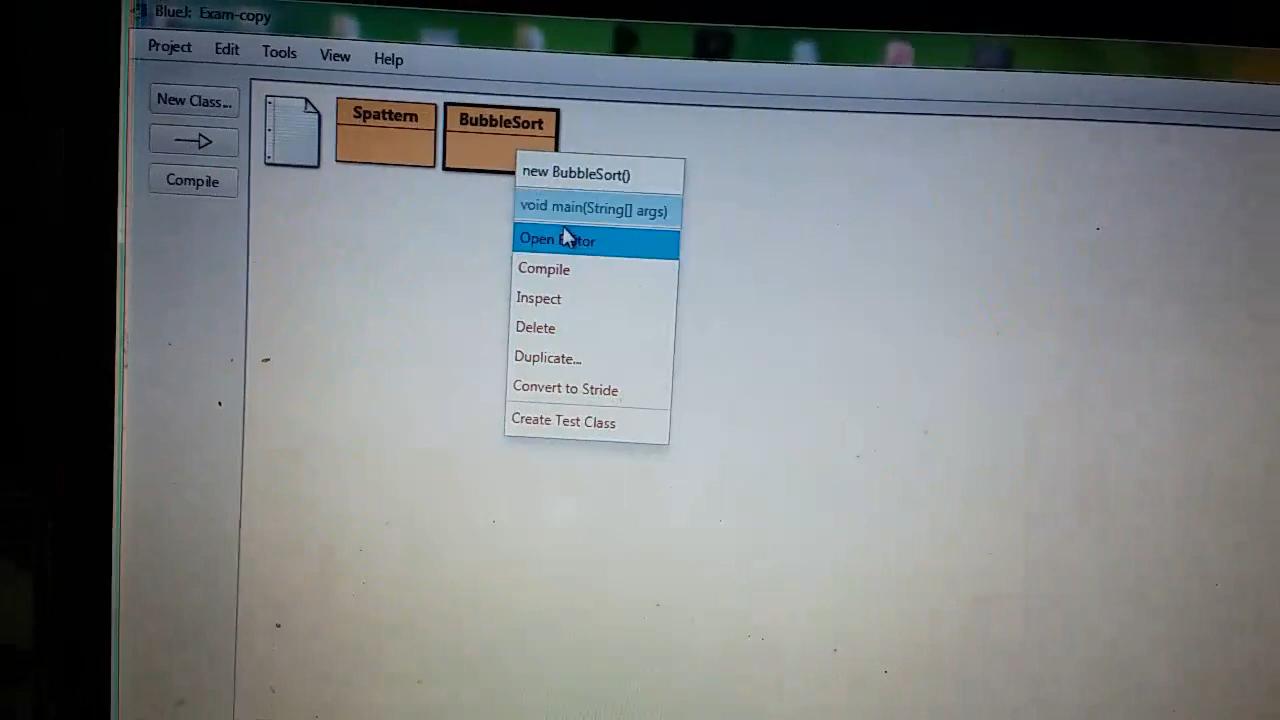 BlueJ: Exam-copy
Project Edit Tools View Help
New Class...
Compile
Spattern
BubbleSort
new BubbleSort()
void main(String[] args)
Open Editor
Compile
Inspect
Delete
Duplicate...
Convert to Stride
Create Test Class